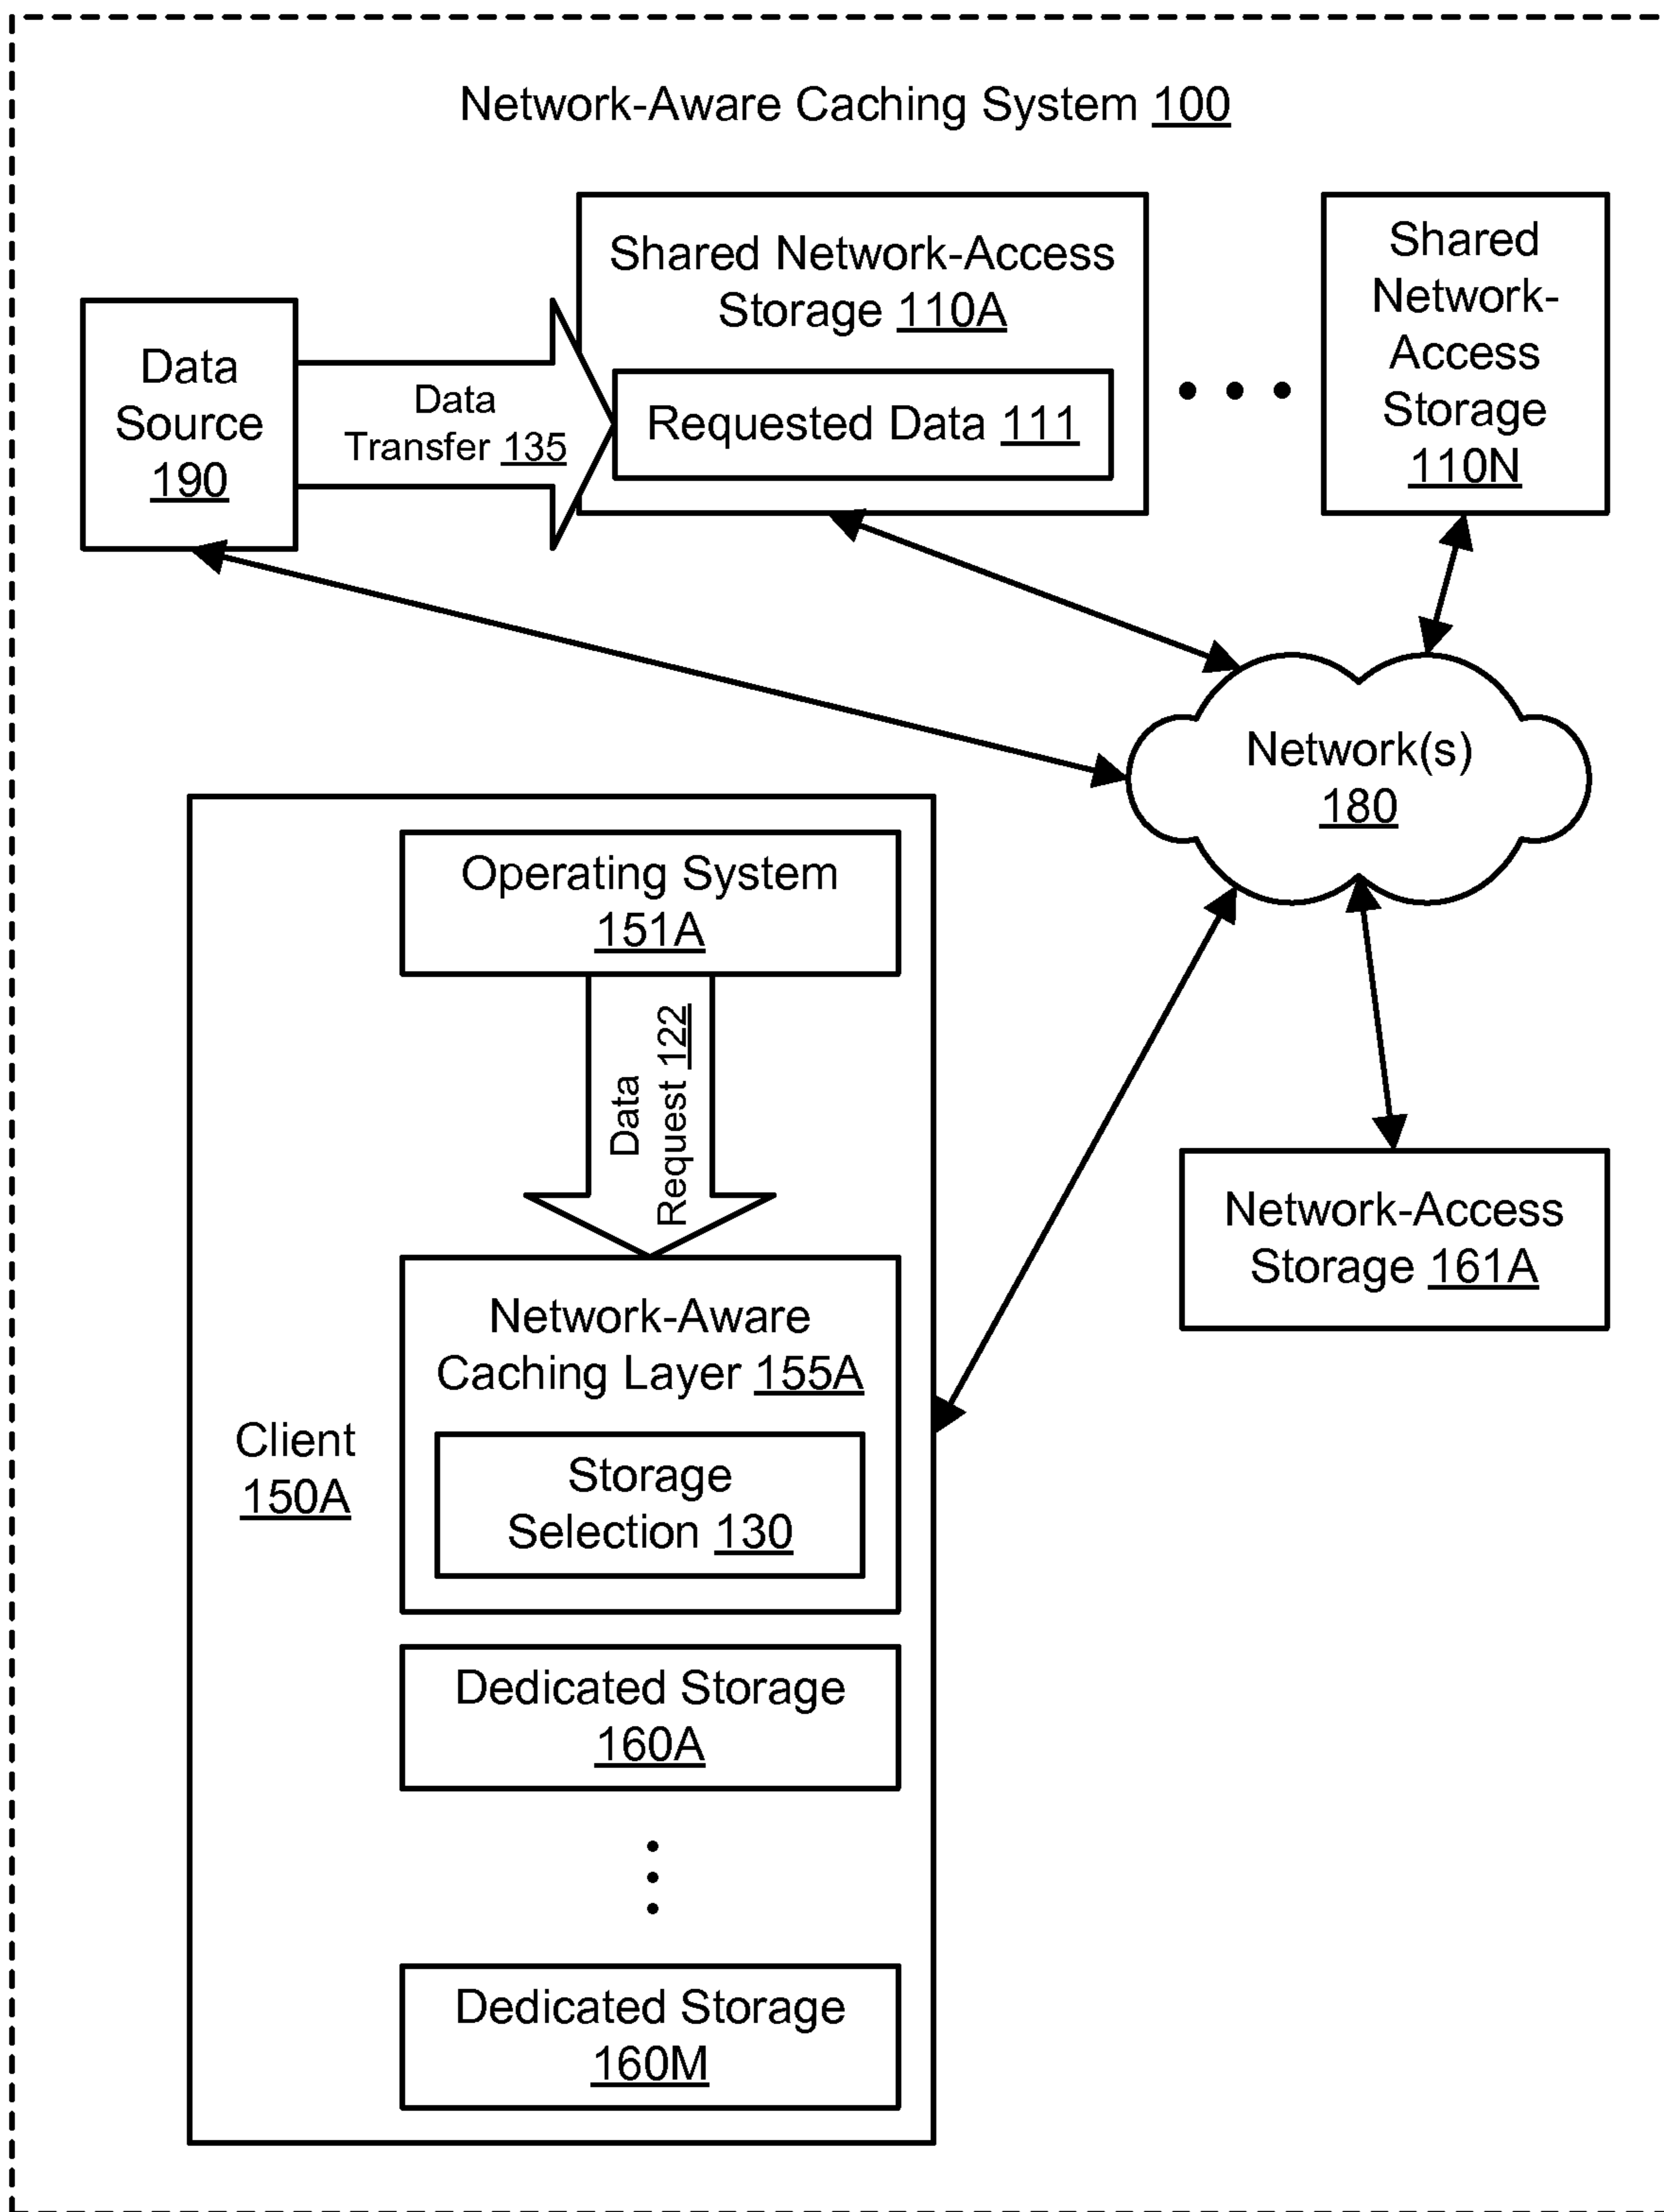 Network-Aware Caching System 100
Data
Source
190
Data
Transfer 135
Shared Network-Access
Storage 110A
Requested Data 111
Shared
Network-
Access
Storage
110N
Network(s)
180
Operating System
151A
Data
Request 122
Network-Aware
Caching Layer 155A
Storage
Selection 130
Client
150A
Dedicated Storage
160A
Dedicated Storage
160M
Network-Access
Storage 161A